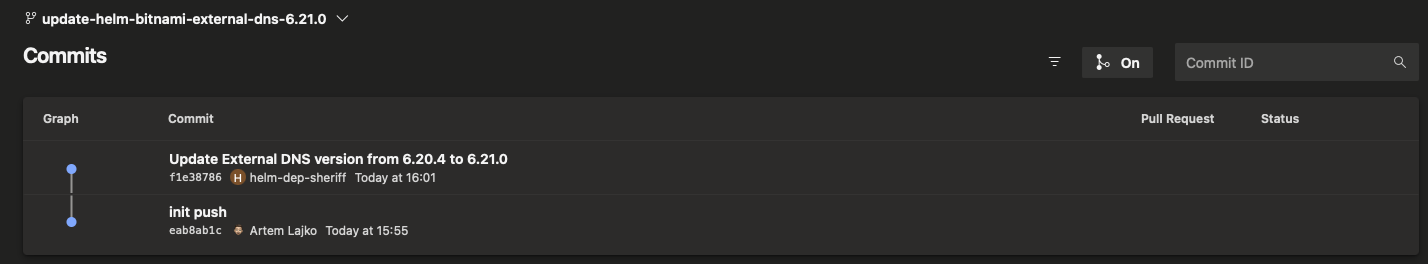 update-helm-bitnami-external-dns-6.21.0
Commits
On
Commit ID
Graph Commit Pull Request Status
Update External DNS version from 6.20.4 to 6.21.0
f1e38786 H helm-dep-sheriff Today at 16:01
init push
eab8ab1c Artem Lajko Today at 15:55